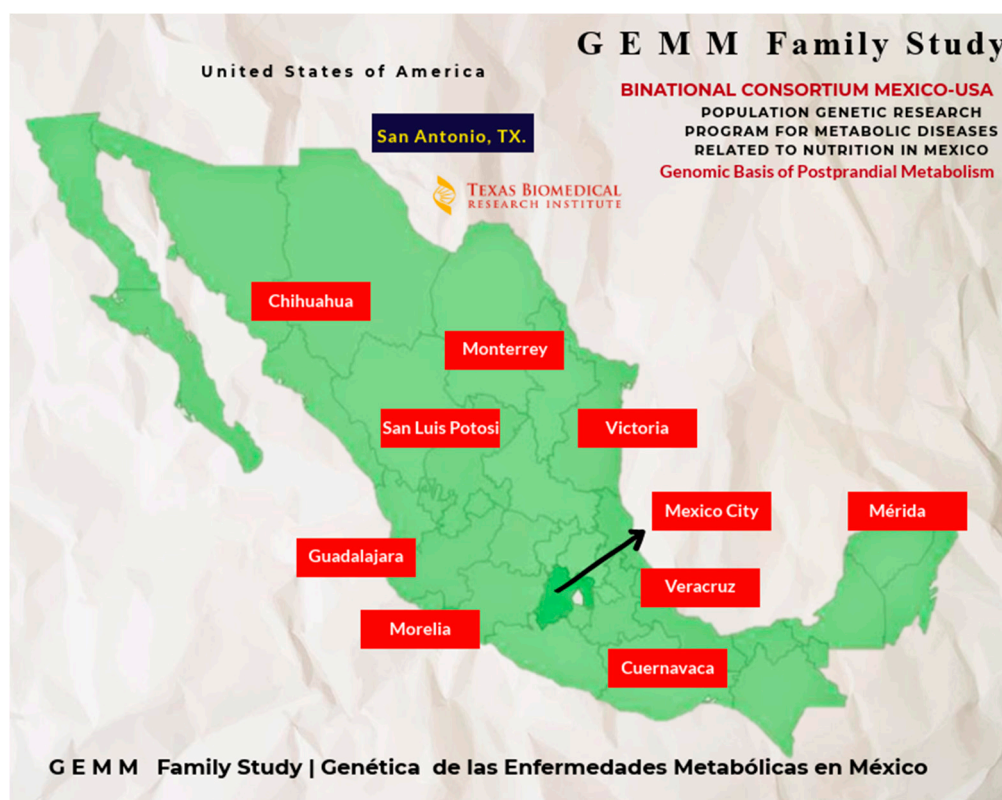 G E M M Family Study
United States of America
BINATIONAL CONSORTIUM MEXICO-USA
POPULATION GENETIC RESEARCH
PROGRAM FOR METABOLIC DISEASES
RELATED TO NUTRITION IN MEXICO
Genomic Basis of Postprandial Metabolism
San Antonio, TX.
TEXAS BIOMEDICAL
RESEARCH INSTITUTE
Chihuahua
Monterrey
San Luis Potosi
Victoria
Mexico City
Mérida
Guadalajara
Veracruz
Morelia
Cuernavaca
G E M M Family Study | Genética de las Enfermedades Metabólicas en México